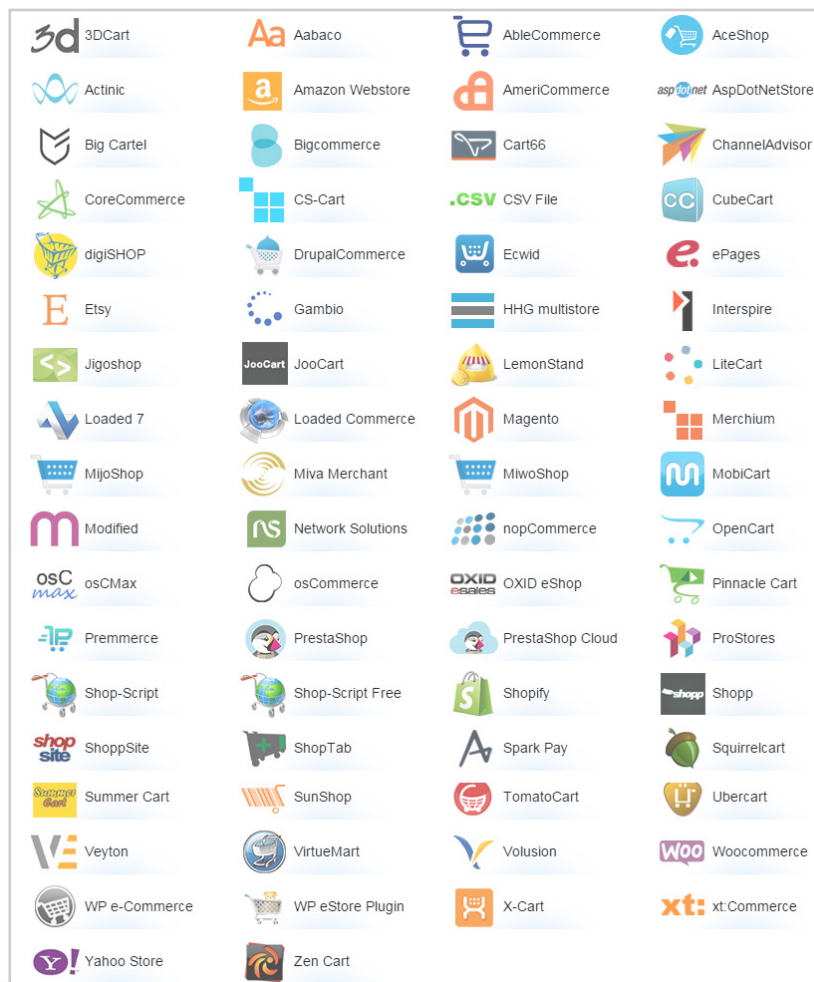 3d 3DCart Aa Aabaco AbleCommerce AceShop
Actinic a Amazon Webstore AmeriCommerce aspdotnet AspDotNetStore
Big Cartel Bigcommerce Cart66 ChannelAdvisor
CoreCommerce CS-Cart .csv CSV File CC CubeCart
digiSHOP DrupalCommerce Ecwid e. ePages
E Etsy Gambio HHG multistore Interspire
<> Jigoshop JooCart JooCart LemonStand LiteCart
Loaded 7 Loaded Commerce Magento Merchium
MijoShop Miva Merchant MiwoShop m MobiCart
m Modified ns Network Solutions nopCommerce OpenCart
osC max osCMax osCommerce OXID esales OXID eShop Pinnacle Cart
1P Premmerce PrestaShop PrestaShop Cloud ProStores
Shop-Script Shop-Script Free S Shopify shopp Shopp
shop site ShoppSite ShopTab Spark Pay Squirrelcart
Summer Cart Summer Cart SunShop TomatoCart Ü Ubercart
VE Veyton VirtueMart Volusion WOO Woocommerce
WP e-Commerce WP eStore Plugin X-Cart xt: xt:Commerce
Y! Yahoo Store Zen Cart